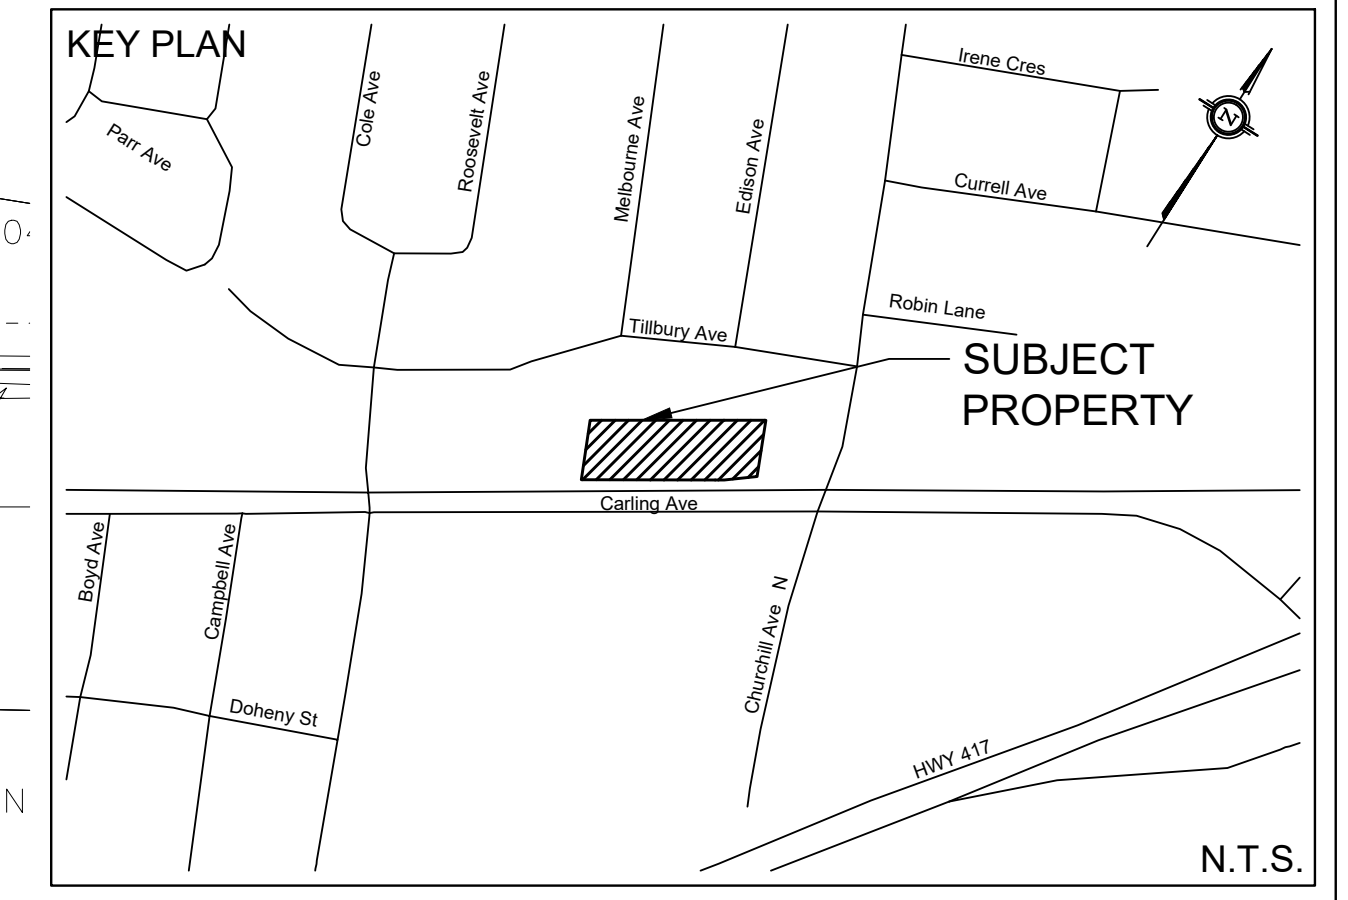 KEY PLAN
Irene Cres
Cole Ave
Roosevelt Ave
Melbourne Ave
Edison Ave
Parr Ave
N
Currell Ave
Robin Lane
Tillbury Ave
SUBJECT
PROPERTY
Carling Ave
Boyd Ave
Campbell Ave
Churchill Ave N
Doheny St
HWY 417
N.T.S.
N